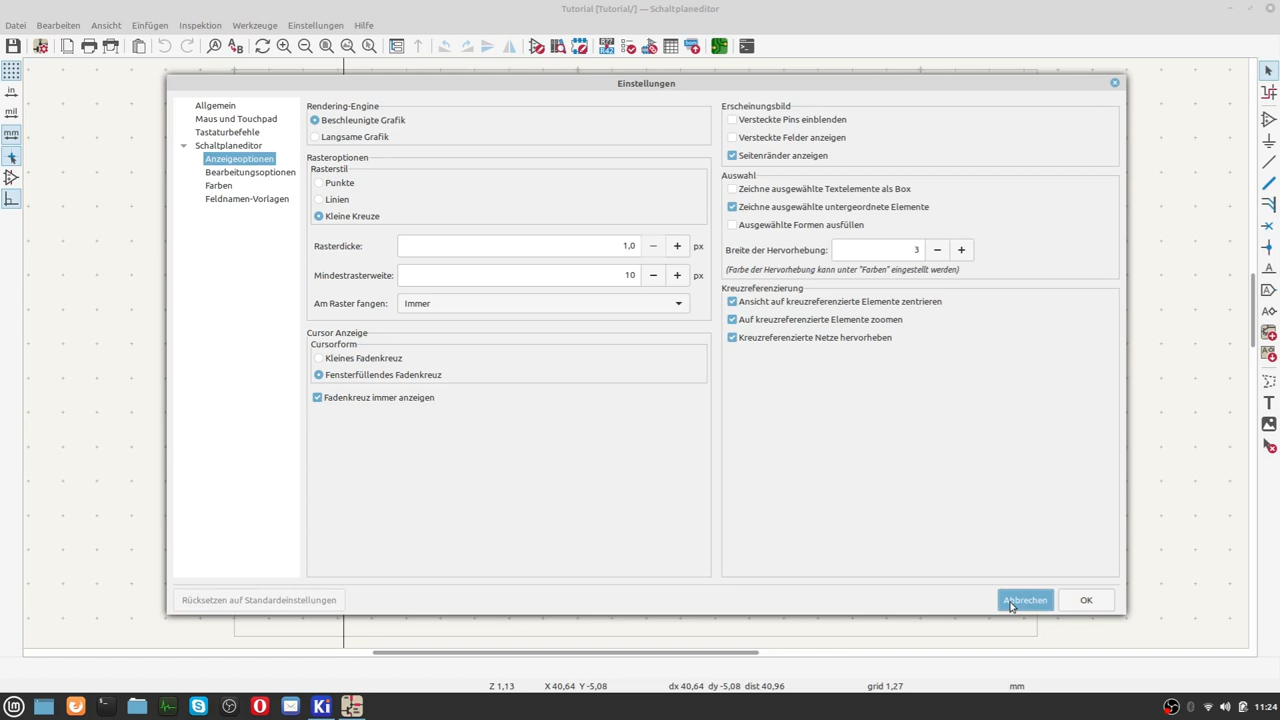 Tutorial [Tutorial/] — Schaltplaneditor
Datei Bearbeiten Ansicht Einfügen Inspektion Werkzeuge Einstellungen Hilfe
in
mil
mm
Einstellungen
Allgemein
Maus und Touchpad
Tastaturbefehle
Schaltplaneditor
Anzeigeoptionen
Bearbeitungsoptionen
Farben
Feldnamen-Vorlagen
Rendering-Engine
Beschleunigte Grafik
Langsame Grafik
Rasteroptionen
Rasterstil
Punkte
Linien
Kleine Kreuze
Rasterdicke: 1,0 px
Mindestrasterweite: 10 px
Am Raster fangen: Immer
Cursor Anzeige
Cursorform
Kleines Fadenkreuz
Fensterfüllendes Fadenkreuz
Fadenkreuz immer anzeigen
Erscheinungsbild
Versteckte Pins einblenden
Versteckte Felder anzeigen
Seitenränder anzeigen
Auswahl
Zeichne ausgewählte Textelemente als Box
Zeichne ausgewählte untergeordnete Elemente
Ausgewählte Formen ausfüllen
Breite der Hervorhebung: 3
(Farbe der Hervorhebung kann unter "Farben" eingestellt werden)
Kreuzreferenzierung
Ansicht auf kreuzreferenzierte Elemente zentrieren
Auf kreuzreferenzierte Elemente zoomen
Kreuzreferenzierte Netze hervorheben
Rücksetzen auf Standardeinstellungen
Abbrechen
OK
Z 1,13 X 40,64 Y -5,08 dx 40,64 dy -5,08 dist 40,96 grid 1,27 mm
Ki
11:24